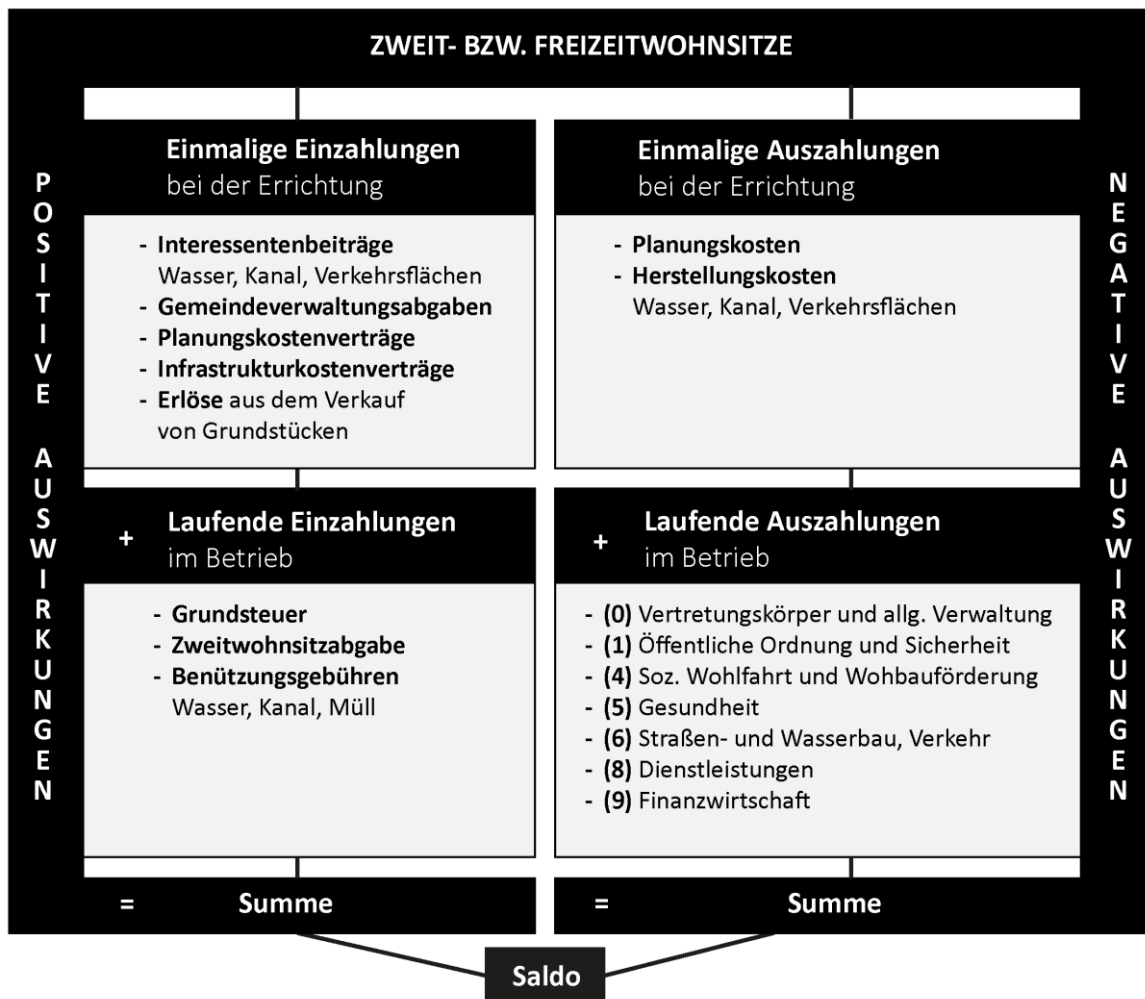 ZWEIT- BZW. FREIZEITWOHNSITZE
POSITIVE AUSWIRKUNGEN
Einmalige Einzahlungen
bei der Errichtung
- Interessentenbeiträge
Wasser, Kanal, Verkehrsflächen
- Gemeindeverwaltungsabgaben
- Planungskostenverträge
- Infrastrukturkostenverträge
- Erlöse aus dem Verkauf
von Grundstücken
Einmalige Auszahlungen
bei der Errichtung
- Planungskosten
- Herstellungskosten
Wasser, Kanal, Verkehrsflächen
+ Laufende Einzahlungen
im Betrieb
- Grundsteuer
- Zweitwohnsitzabgabe
- Benützungsgebühren
Wasser, Kanal, Müll
+ Laufende Auszahlungen
im Betrieb
- (0) Vertretungskörper und allg. Verwaltung
- (1) Öffentliche Ordnung und Sicherheit
- (4) Soz. Wohlfahrt und Wohbauförderung
- (5) Gesundheit
- (6) Straßen- und Wasserbau, Verkehr
- (8) Dienstleistungen
- (9) Finanzwirtschaft
NEGATIVE AUSWIRKUNGEN
= Summe
= Summe
Saldo